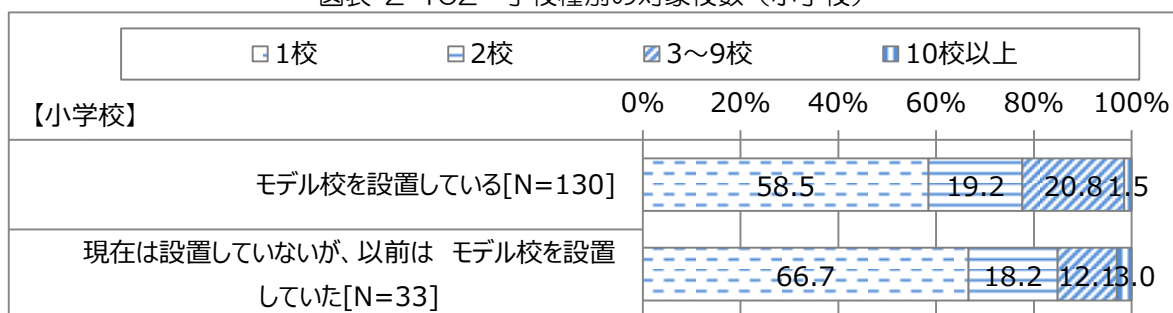 1校 2校 3～9校 10校以上
【小学校】
0% 20% 40% 60% 80% 100%
モデル校を設置している[N=130]
58.5 19.2 20.8 1.5
現在は設置していないが、以前は モデル校を設置
していた[N=33]
66.7 18.2 12.1 3.0